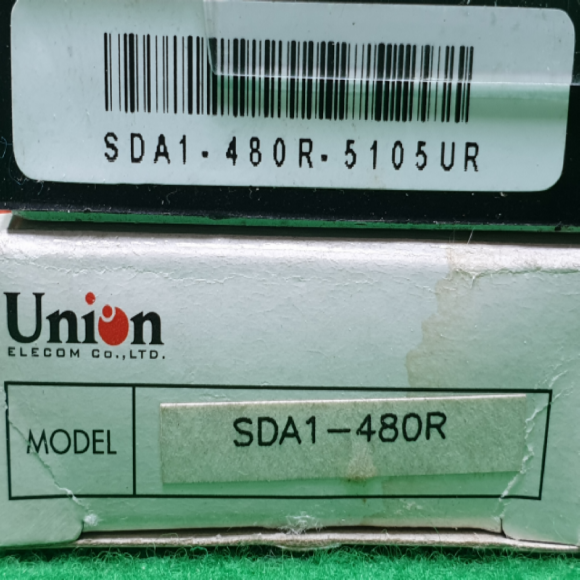 SDA1-480R-5105UR
Union
ELECOM Co.,LTD.
MODEL
SDA1-480R